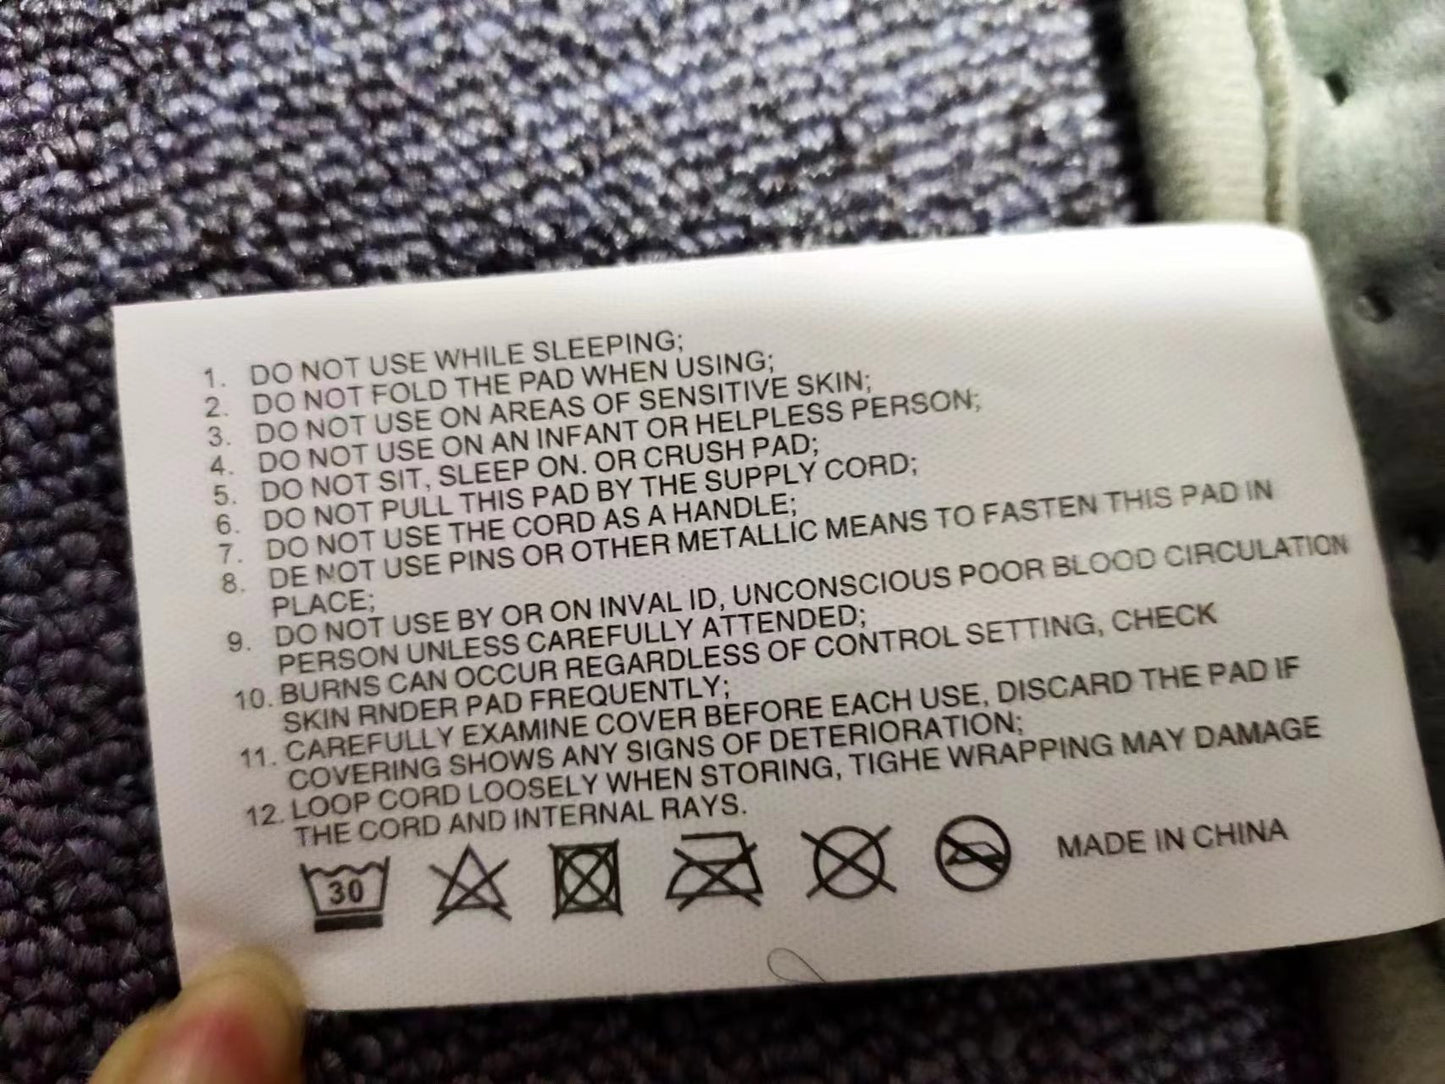 1. DO NOT USE WHILE SLEEPING;
2. DO NOT FOLD THE PAD WHEN USING;
3. DO NOT USE ON AREAS OF SENSITIVE SKIN;
4. DO NOT USE ON AN INFANT OR HELPLESS PERSON;
5. DO NOT SIT, SLEEP ON. OR CRUSH PAD;
6. DO NOT PULL THIS PAD BY THE SUPPLY CORD;
7. DO NOT USE THE CORD AS A HANDLE;
8. DE NOT USE PINS OR OTHER METALLIC MEANS TO FASTEN THIS PAD IN
PLACE;
9. DO NOT USE BY OR ON INVAL ID, UNCONSCIOUS POOR BLOOD CIRCULATION
PERSON UNLESS CAREFULLY ATTENDED;
10. BURNS CAN OCCUR REGARDLESS OF CONTROL SETTING, CHECK
SKIN RNDER PAD FREQUENTLY;
11. CAREFULLY EXAMINE COVER BEFORE EACH USE, DISCARD THE PAD IF
COVERING SHOWS ANY SIGNS OF DETERIORATION;
12. LOOP CORD LOOSELY WHEN STORING, TIGHE WRAPPING MAY DAMAGE
THE CORD AND INTERNAL RAYS.
30 MADE IN CHINA